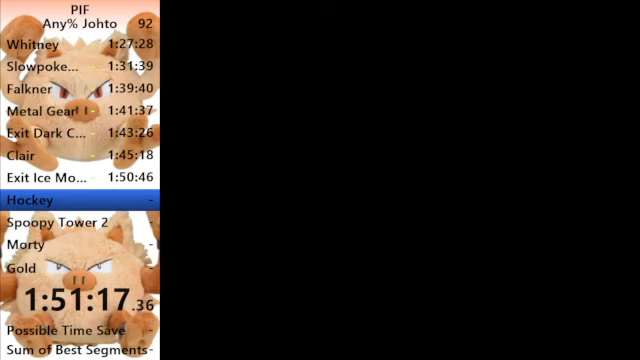 PIF
Any% Johto 92
Whitney - 1:27:28
Slowpoke... - 1:31:39
Falkner - 1:39:40
Metal Gear - 1:41:37
Exit Dark C... - 1:43:26
Clair - 1:45:18
Exit Ice Mo... 1:50:46
Hockey -
Spoopy Tower 2 -
Morty -
Gold -
1:51:17.36
Possible Time Save -
Sum of Best Segments-